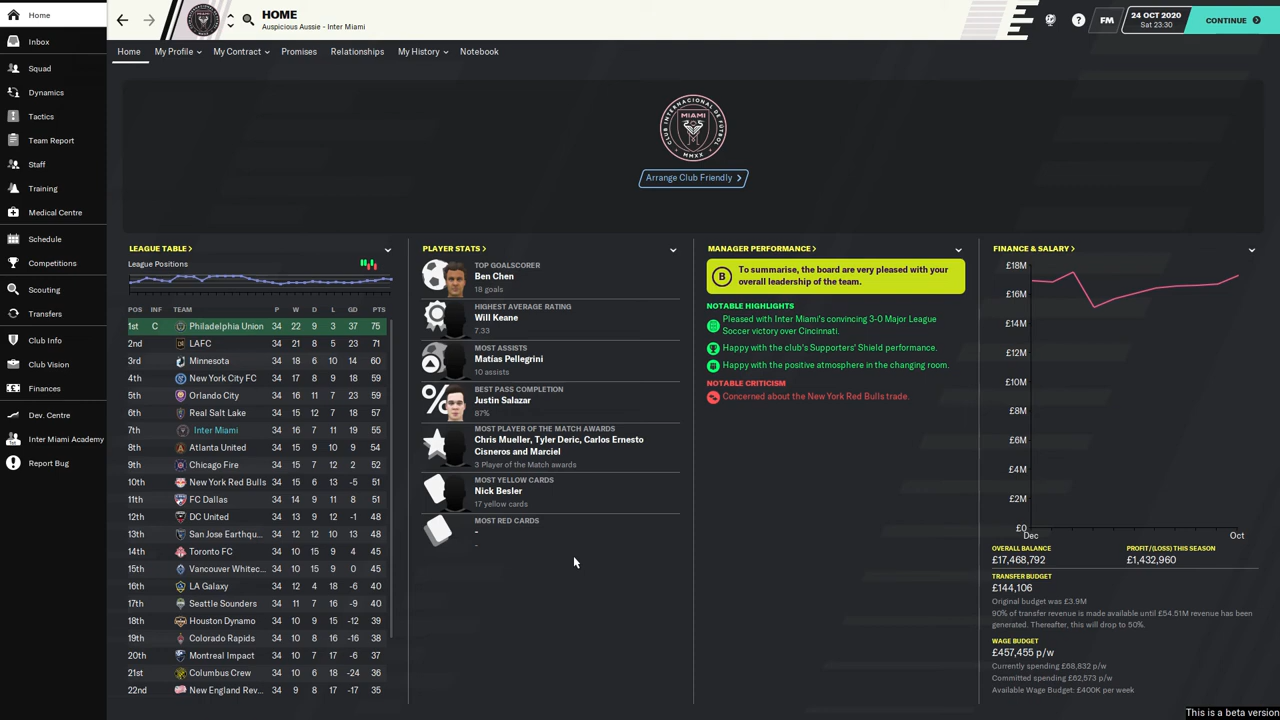 Home
Inbox
Squad
Dynamics
Tactics
Team Report
Staff
Training
Medical Centre
Schedule
Competitions
Scouting
Transfers
Club Info
Club Vision
Finances
Dev. Centre
Inter Miami Academy
Report Bug
HOME
Auspicious Aussie - Inter Miami
FM
24 OCT 2020
Sat 23:30
CONTINUE
Home My Profile My Contract Promises Relationships My History Notebook
CLUB INTERNACIONAL DE FÚTBOL
MIAMI
MMXX
Arrange Club Friendly
LEAGUE TABLE
League Positions
POS INF TEAM P W D L GD PTS
1st C Philadelphia Union 34 22 9 3 37 75
2nd LAFC 34 21 8 5 23 71
3rd Minnesota 34 16 10 8 14 60
4th New York City FC 34 17 8 9 18 59
5th Orlando City 34 16 11 7 23 59
6th Real Salt Lake 34 15 12 7 18 57
7th Inter Miami 34 16 7 11 19 55
8th Atlanta United 34 15 8 11 9 53
9th Chicago Fire 34 15 7 12 2 52
10th New York Red Bulls 34 15 6 13 -5 51
11th FC Dallas 34 14 9 11 8 51
12th DC United 34 13 9 12 -1 48
13th San Jose Earthqu... 34 12 12 10 13 48
14th Toronto FC 34 10 15 9 4 45
15th Vancouver Whitec... 34 10 15 9 0 45
16th LA Galaxy 34 12 4 18 -6 40
17th Seattle Sounders 34 11 7 16 -9 40
18th Houston Dynamo 34 10 9 15 -12 39
19th Colorado Rapids 34 10 8 16 -16 38
20th Montreal Impact 34 10 7 17 -6 37
21st Columbus Crew 34 10 6 18 -24 36
22nd New England Rev... 34 9 8 17 -17 35
PLAYER STATS
TOP GOALSCORER
Ben Chen
18 goals
HIGHEST AVERAGE RATING
Will Keane
7.33
MOST ASSISTS
Matías Pellegrini
10 assists
BEST PASS COMPLETION
Justin Salazar
87%
MOST PLAYER OF THE MATCH AWARDS
Chris Mueller, Tyler Deric, Carlos Ernesto
Cisneros and Marciel
3 Player of the Match awards
MOST YELLOW CARDS
Nick Besler
17 yellow cards
MOST RED CARDS
-
-
MANAGER PERFORMANCE
B
To summarise, the board are very pleased with your
overall leadership of the team.
NOTABLE HIGHLIGHTS
Pleased with Inter Miami's convincing 3-0 Major League
Soccer victory over Cincinnati.
Happy with the club's Supporters' Shield performance.
Happy with the positive atmosphere in the changing room.
NOTABLE CRITICISM
Concerned about the New York Red Bulls trade.
FINANCE & SALARY
£18M
£16M
£14M
£12M
£10M
£8M
£6M
£4M
£2M
£0
Dec Oct
OVERALL BALANCE
£17,468,792
PROFIT/(LOSS) THIS SEASON
£1,432,960
TRANSFER BUDGET
£144,106
Original budget was £3.9M
90% of transfer revenue is made available until £54.51M revenue has been
generated. Thereafter, this will drop to 50%.
WAGE BUDGET
£457,455 p/w
Currently spending £68,832 p/w
Committed spending £62,573 p/w
Available Wage Budget: £400K per week
This is a beta version